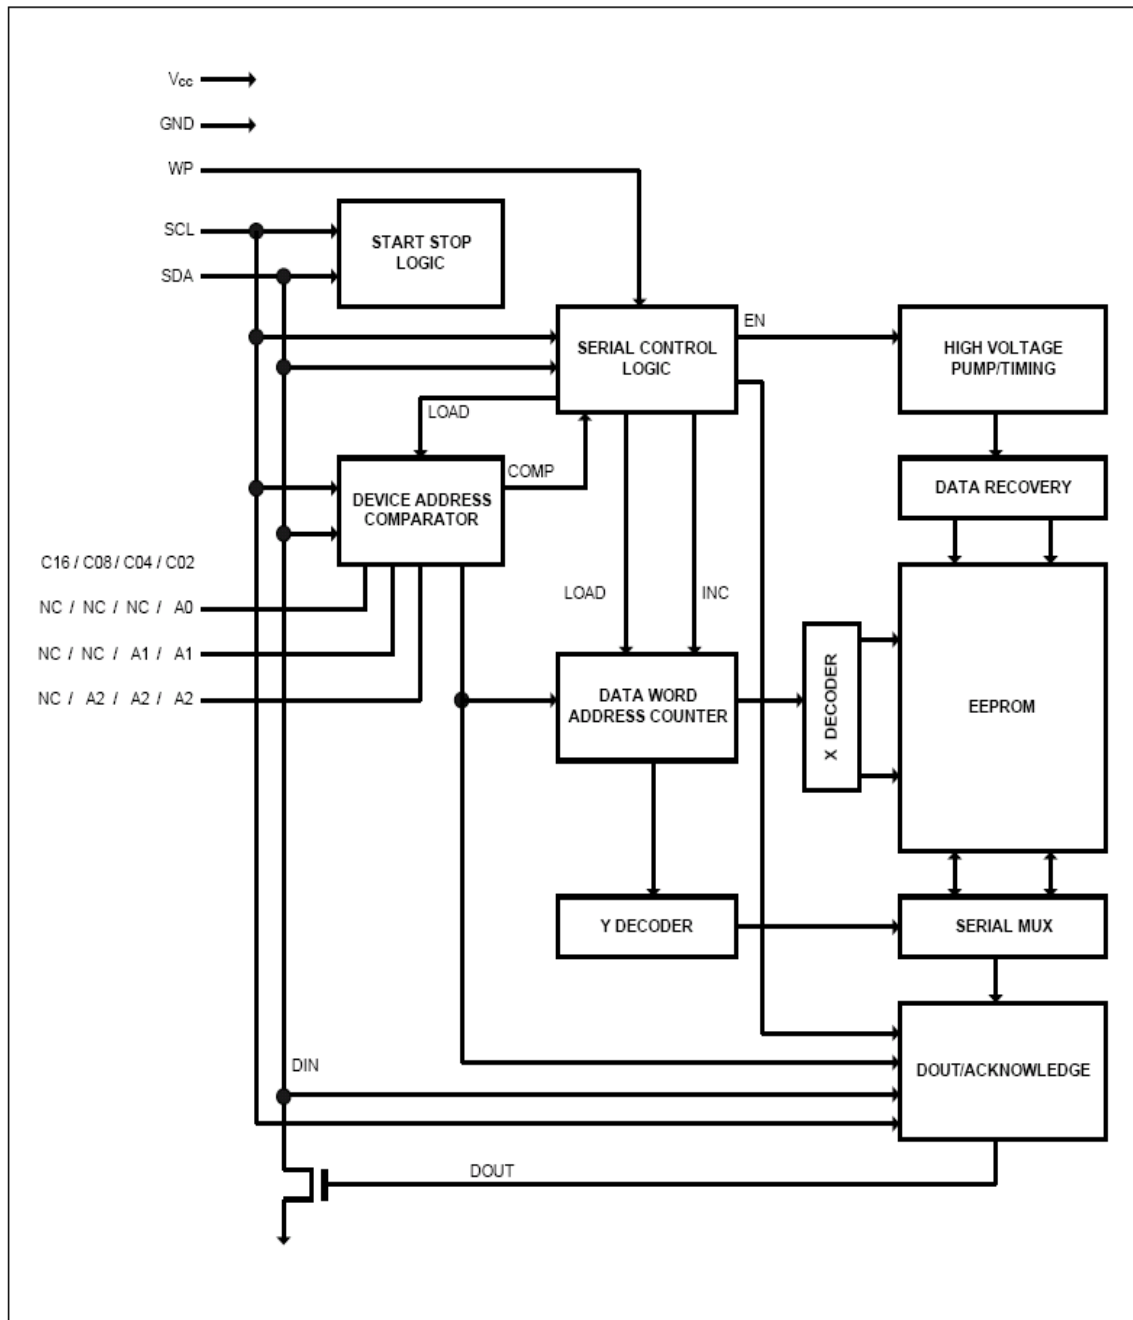 Vcc
GND
WP
SCL
SDA
START STOP
LOGIC
SERIAL CONTROL
LOGIC
EN
HIGH VOLTAGE
PUMP/TIMING
LOAD
COMP
DEVICE ADDRESS
COMPARATOR
DATA RECOVERY
C16 / C08 / C04 / C02
NC / NC / NC / A0
NC / NC / A1 / A1
NC / A2 / A2 / A2
LOAD
INC
DATA WORD
ADDRESS COUNTER
X DECODER
EEPROM
Y DECODER
SERIAL MUX
DIN
DOUT/ACKNOWLEDGE
DOUT